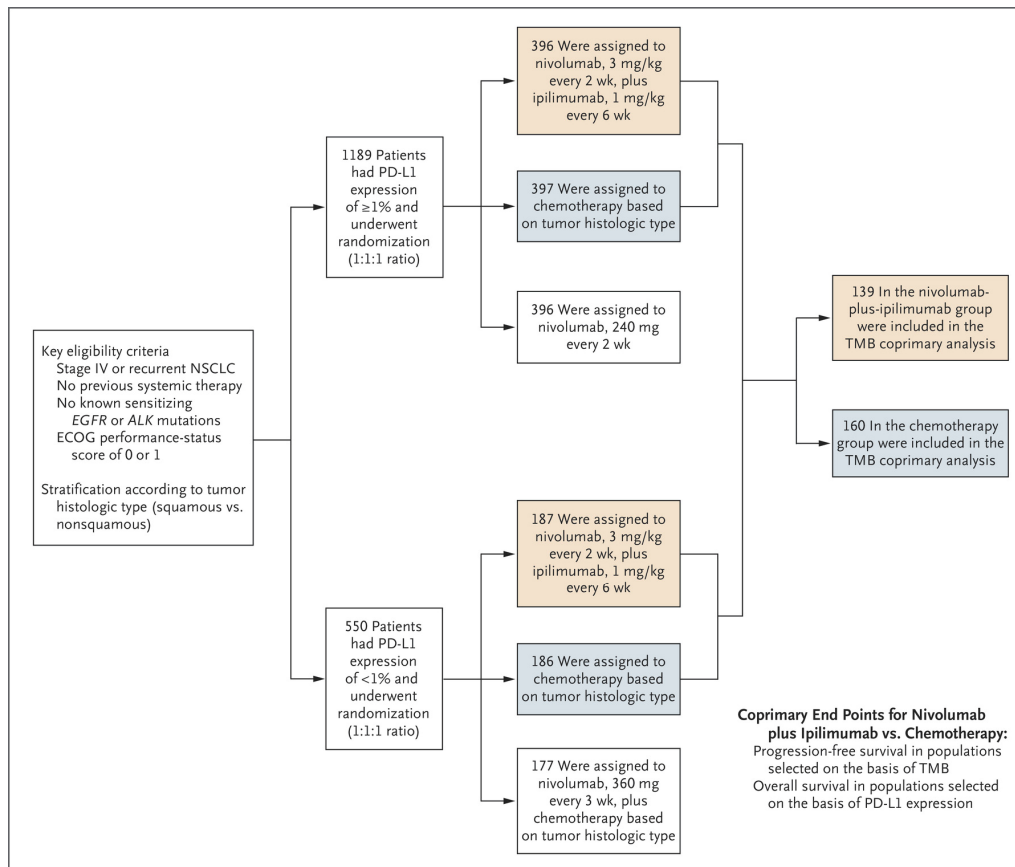 Key eligibility criteria
Stage IV or recurrent NSCLC
No previous systemic therapy
No known sensitizing
EGFR or ALK mutations
ECOG performance-status
score of 0 or 1
Stratification according to tumor
histologic type (squamous vs.
nonsquamous)
1189 Patients
had PD-L1
expression
of ≥1% and
underwent
randomization
(1:1:1 ratio)
396 Were assigned to
nivolumab, 3 mg/kg
every 2 wk, plus
ipilimumab, 1 mg/kg
every 6 wk
397 Were assigned to
chemotherapy based
on tumor histologic type
396 Were assigned to
nivolumab, 240 mg
every 2 wk
550 Patients
had PD-L1
expression
of <1% and
underwent
randomization
(1:1:1 ratio)
187 Were assigned to
nivolumab, 3 mg/kg
every 2 wk, plus
ipilimumab, 1 mg/kg
every 6 wk
186 Were assigned to
chemotherapy based
on tumor histologic type
177 Were assigned to
nivolumab, 360 mg
every 3 wk, plus
chemotherapy based
on tumor histologic type
139 In the nivolumab-
plus-ipilimumab group
were included in the
TMB coprimary analysis
160 In the chemotherapy
group were included in the
TMB coprimary analysis
Coprimary End Points for Nivolumab
plus Ipilimumab vs. Chemotherapy:
Progression-free survival in populations
selected on the basis of TMB
Overall survival in populations selected
on the basis of PD-L1 expression